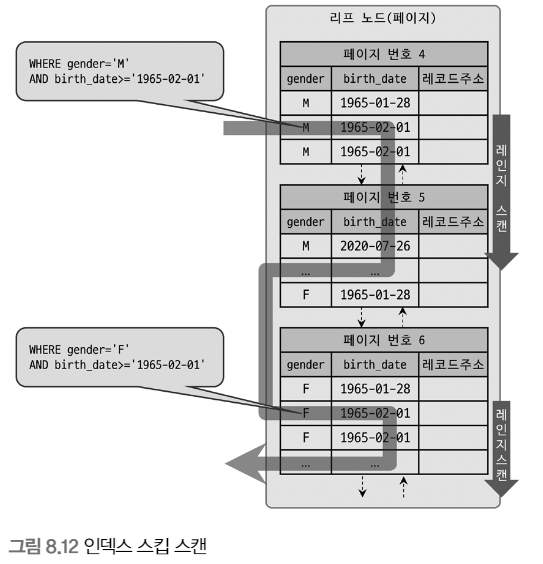 리프 노드(페이지)
WHERE gender='M'
AND birth_date>='1965-02-01'
페이지 번호 4
gender birth_date 레코드주소
M 1965-01-28
M 1965-02-01
M 1965-02-01
레인지 스캔
페이지 번호 5
gender birth_date 레코드주소
M 2020-07-26
... ...
F 1965-01-28
WHERE gender='F'
AND birth_date>='1965-02-01'
페이지 번호 6
gender birth_date 레코드주소
F 1965-01-28
F 1965-02-01
F 1965-02-01
... ...
레인지 스캔
그림 8.12 인덱스 스킵 스캔